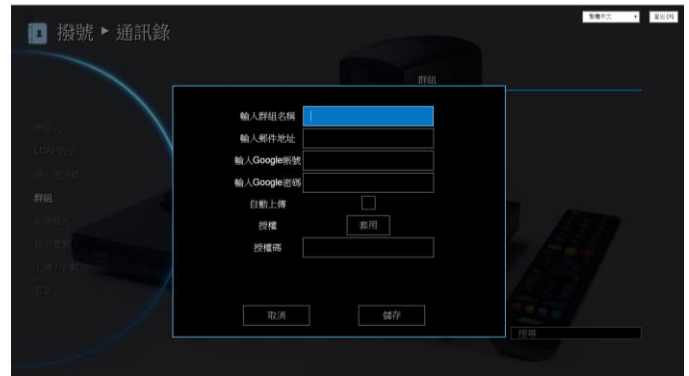 撥號 ▸ 通訊錄
繁體中文
登出
群組
輸入群組名稱
輸入郵件地址
輸入Google帳號
輸入Google密碼
自動上傳
授權
套用
授權碼
取消
儲存
LDAP
群組
搜尋